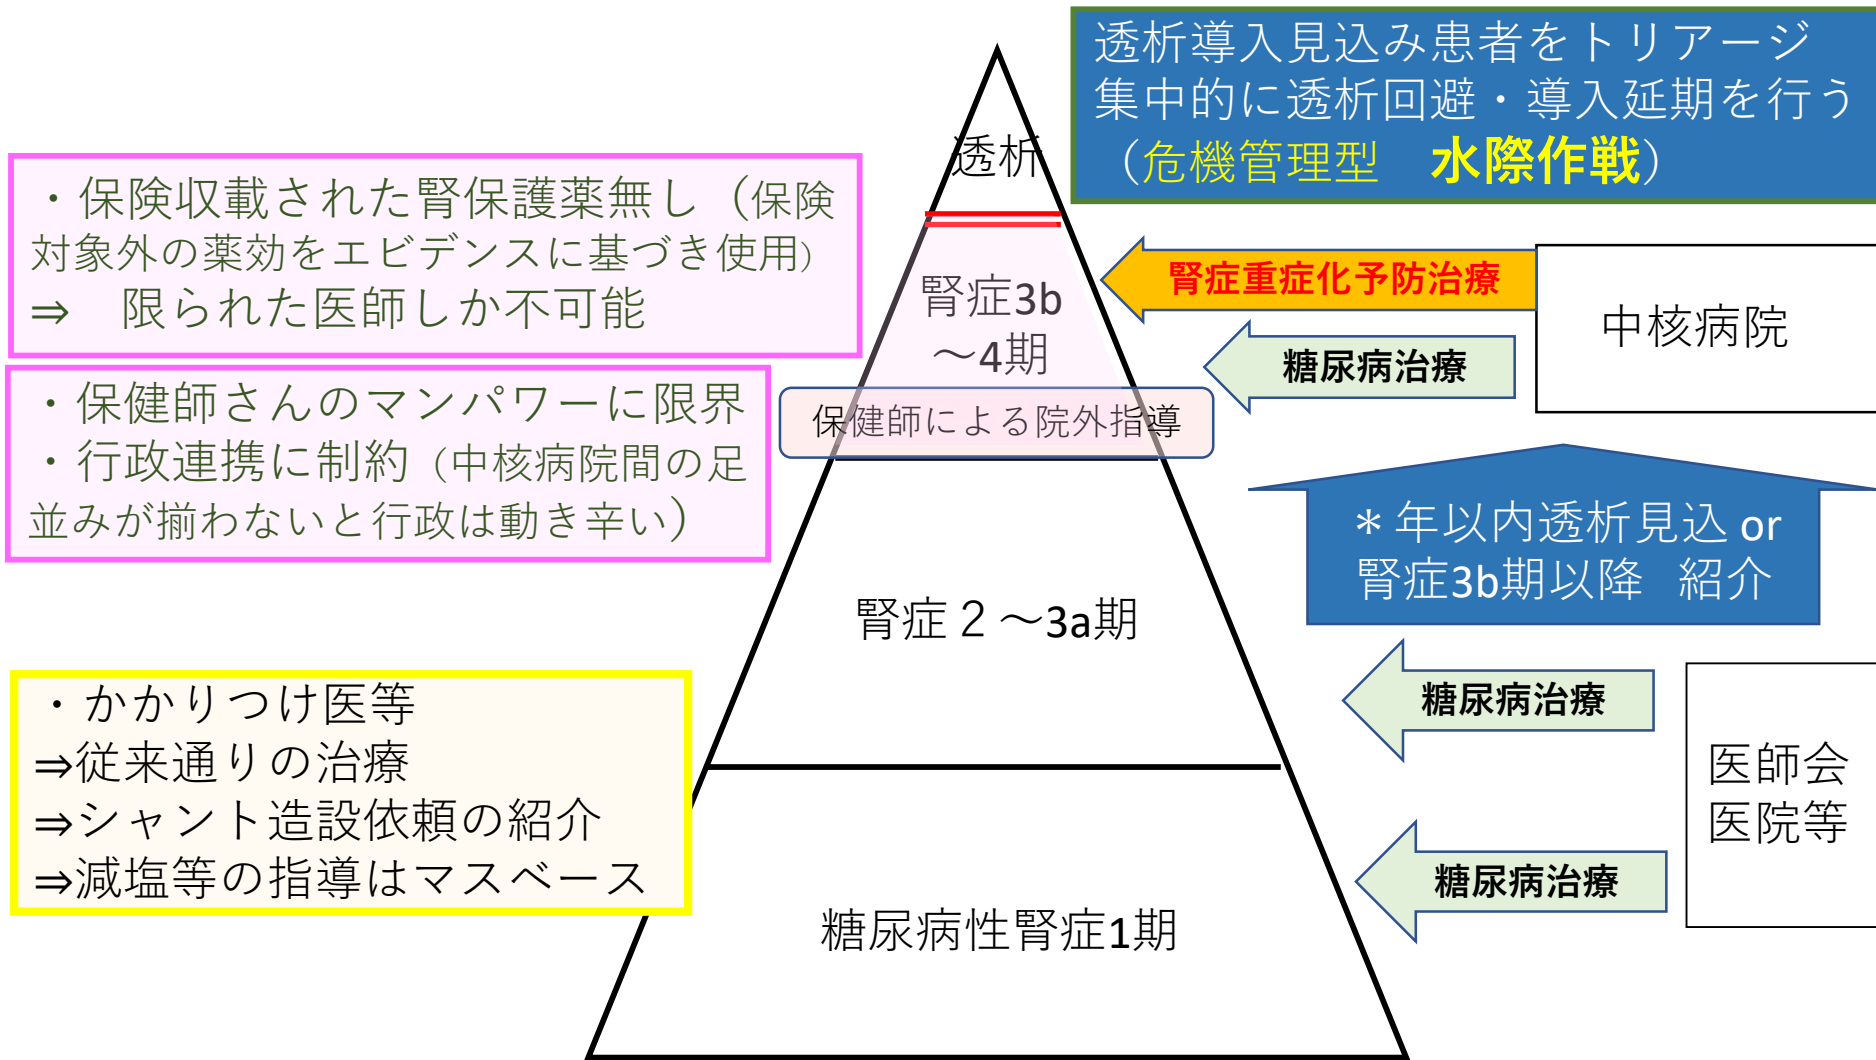 透析導入見込み患者をトリアージ
集中的に透析回避・導入延期を行う
（危機管理型　水際作戦）
・保険収載された腎保護薬無し（保険
対象外の薬効をエビデンスに基づき使用）
⇒　限られた医師しか不可能
・保健師さんのマンパワーに限界
・行政連携に制約（中核病院間の足
並みが揃わないと行政は動き辛い）
・かかりつけ医等
⇒従来通りの治療
⇒シャント造設依頼の紹介
⇒減塩等の指導はマスベース
透析
腎症3b
～4期
保健師による院外指導
腎症２～3a期
糖尿病性腎症1期
腎症重症化予防治療
糖尿病治療
中核病院
＊年以内透析見込 or
腎症3b期以降 紹介
糖尿病治療
糖尿病治療
医師会
医院等